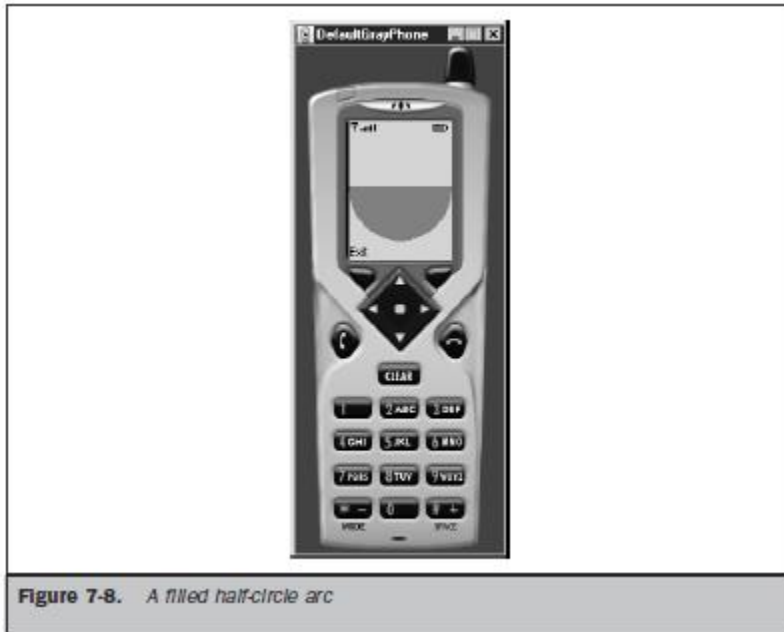 DefaultGrayPhone
Exit
CLEAR
1
2 ABC
3 DEF
4 GHI
5 JKL
6 MNO
7 PQRS
8 TUV
9 WXYZ
* -
0
# +
MODE
SPACE
Figure 7-8. A filled half-circle arc